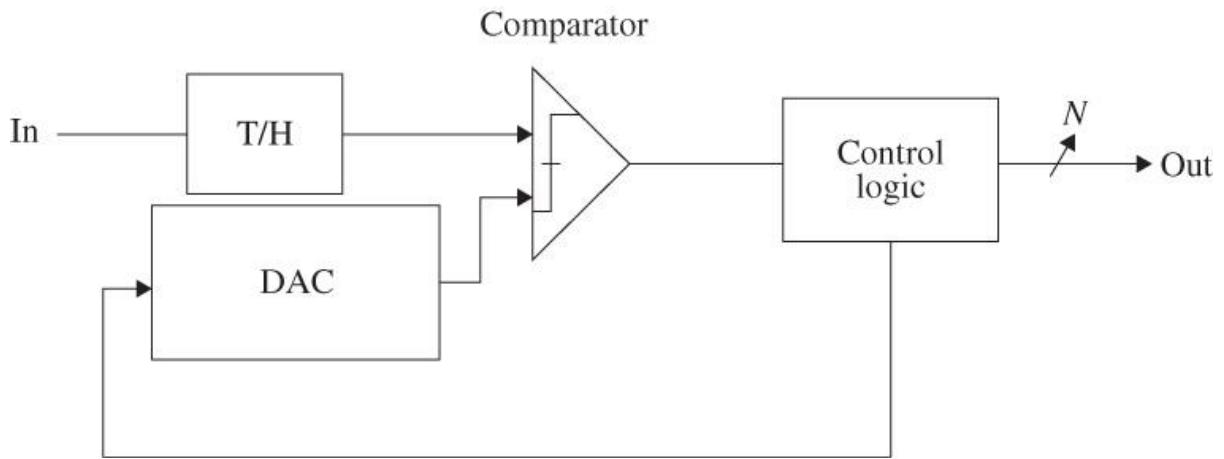 Comparator
In
T/H
Control
logic
N
Out
DAC